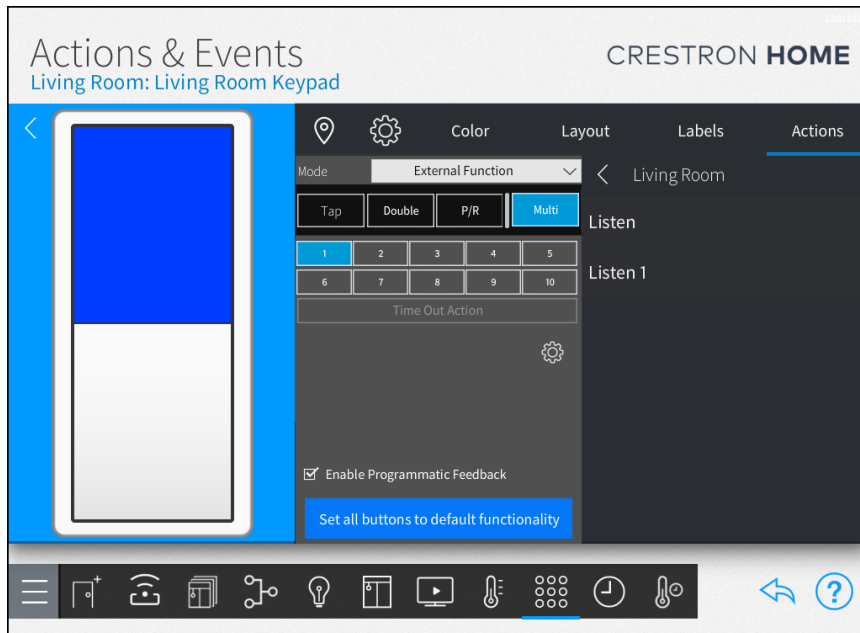 Actions & Events
CRESTRON HOME
Living Room: Living Room Keypad
Color
Layout
Labels
Actions
Mode
External Function
Living Room
Tap
Double
P/R
Multi
Listen
1
2
3
4
5
Listen 1
6
7
8
9
10
Time Out Action
Enable Programmatic Feedback
Set all buttons to default functionality
?